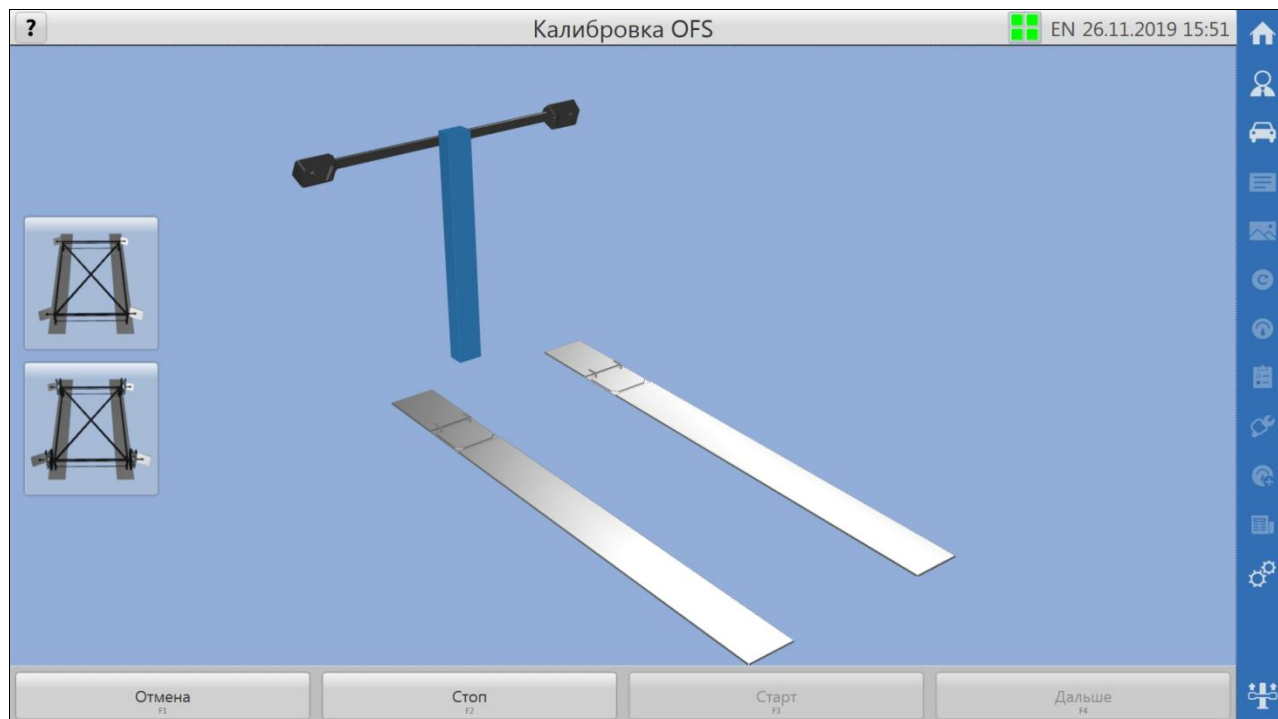 ?
Калибровка OFS
EN 26.11.2019 15:51
Отмена
F1
Стоп
F2
Старт
F3
Дальше
F4